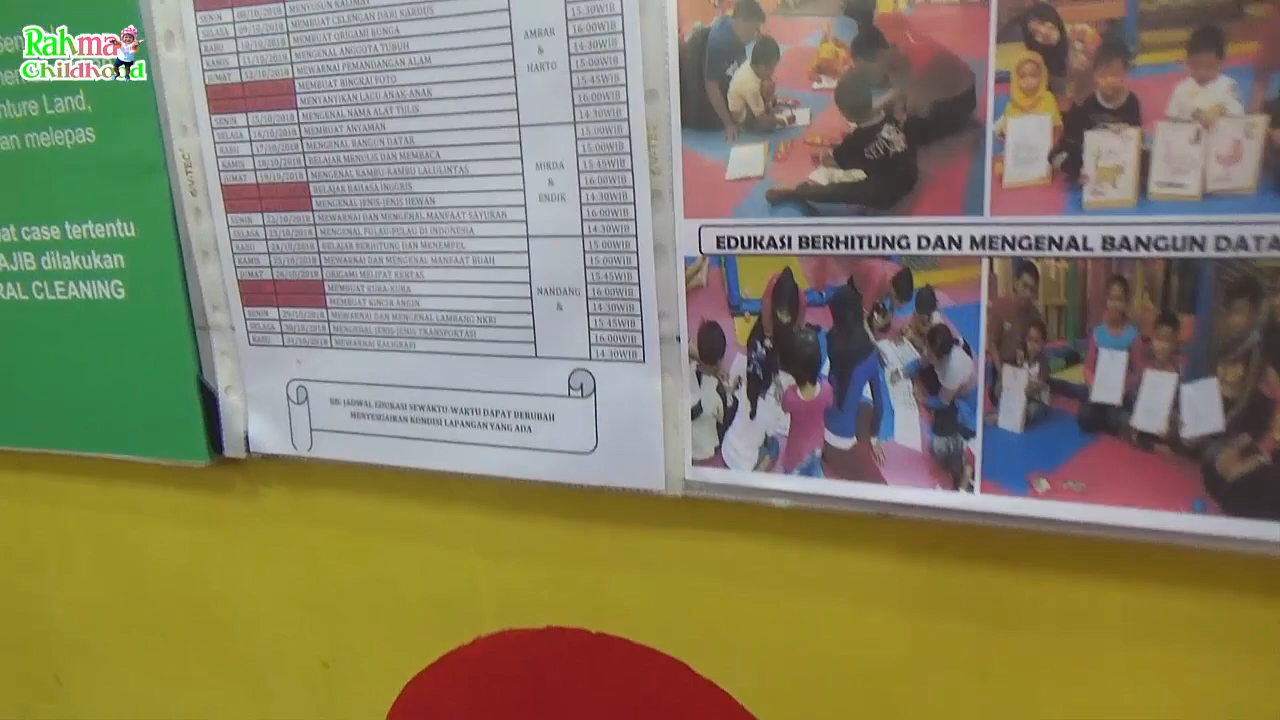 Rahma
Childhood
nture Land,
an melepas
at case tertentu
AJIB dilakukan
RAL CLEANING
SENIN 08/10/2018 MENYUSUN KALIMAT 15.30WIB
SELASA 09/10/2018 MEMBUAT CELENGAN DARI KARDUS 16:00WIB
RABU 10/10/2018 MEMBUAT ORIGAMI BUNGA 14:30WIB
KAMIS 11/10/2018 MENGENAL ANGGOTA TUBUH 15:00WIB
JUMAT 12/10/2018 MEWARNAI PEMANDANGAN ALAM 15:45WIB
MEMBUAT BINGKAI FOTO 16:00WIB
MENYANYIKAN LAGU ANAK-ANAK 14:30WIB
AMBAR
&
HARTO
SENIN 15/10/2018 MENGENAL NAMA ALAT TULIS 15:00WIB
SELASA 16/10/2018 MEMBUAT ANYAMAN
RABU 17/10/2018 MENGENAL BANGUN DATAR 15:45WIB
KAMIS 18/10/2018 BELAJAR MENULIS DAN MEMBACA 16:00WIB
JUMAT 19/10/2018 MENGENAL RAMBU-RAMBU LALULINTAS 14:30WIB
BELAJAR BAHASA INGGRIS
MENGENAL JENIS-JENIS HEWAN
MIRDA
&
ENDIK
SENIN 22/10/2018 MEWARNAI DAN MENGENAL MANFAAT SAYURAN 16:00WIB
SELASA 23/10/2018 MENGENAL PULAU-PULAU DI INDONESIA 14:30WIB
RABU 24/10/2018 BELAJAR BERHITUNG DAN MENEMPEL 15:00WIB
KAMIS 25/10/2018 MEWARNAI DAN MENGENAL MANFAAT BUAH 15:00WIB
JUMAT 26/10/2018 ORIGAMI MELIPAT KERTAS 15.45WIB
MEMBUAT KURA-KURA 16:00WIB
MEMBUAT KINCIR ANGIN 14:30WIB
SENIN 29/10/2018 MEWARNAI DAN MENGENAL LAMBANG NKRI 15:45WIB
SELASA 30/10/2018 MENGENAL JENIS-JENIS TRANSPORTASI 16:00WIB
RABU 31/10/2018 MEWARNAI KALIGRAFI 14:30WIB
NANDANG
&
NB: JADWAL EDUKASI SEWAKTU-WAKTU DAPAT BERUBAH
MENYESUAIKAN KONDISI LAPANGAN YANG ADA
EDUKASI BERHITUNG DAN MENGENAL BANGUN DATA